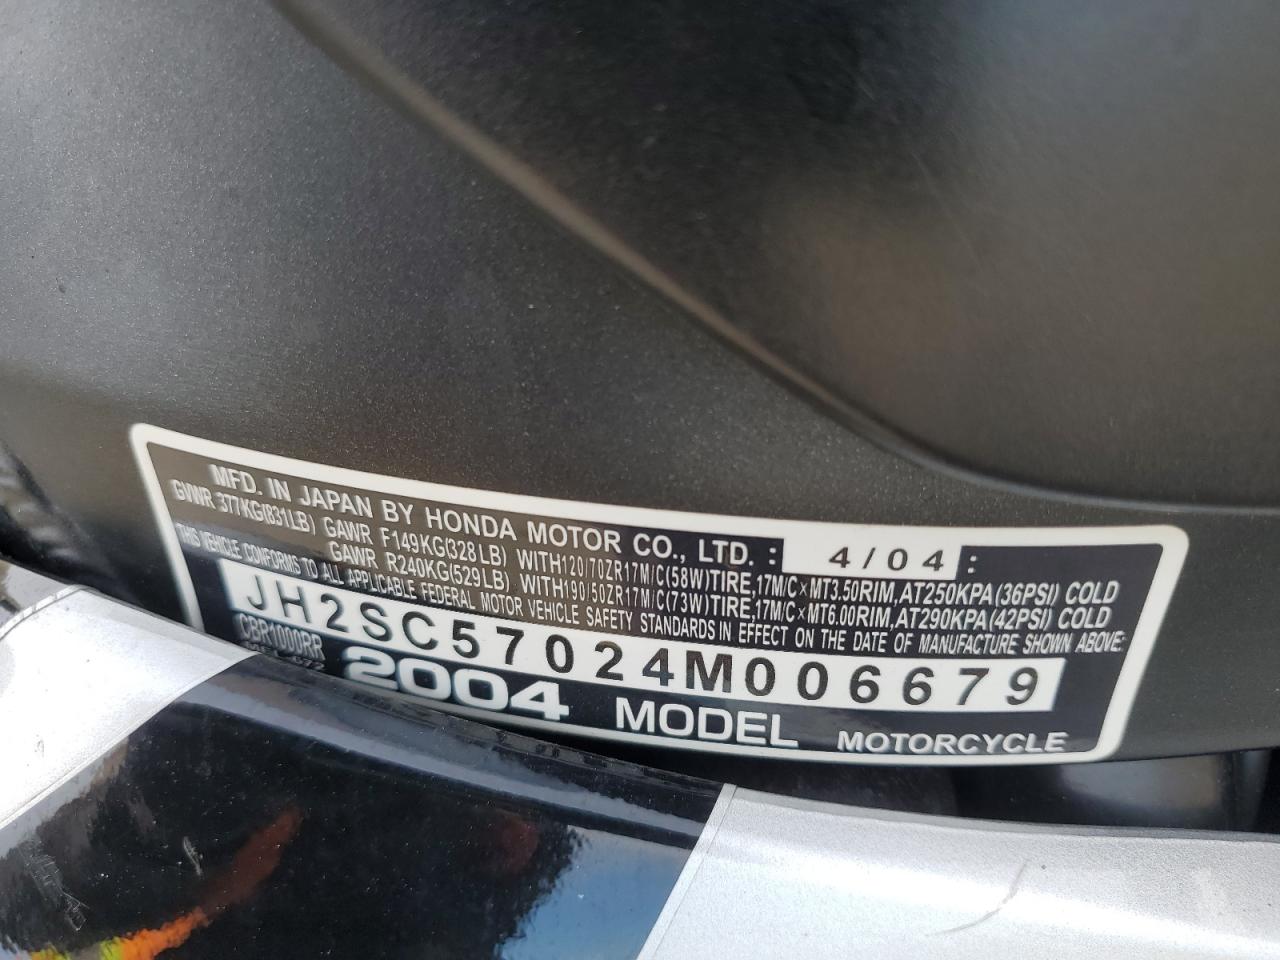 MFD. IN JAPAN BY HONDA MOTOR CO., LTD. : 4/04 :
GVWR 377KG(831LB) GAWR F149KG(328LB) WITH120/70ZR17M/C(58W)TIRE,17M/C×MT3.50RIM,AT250KPA(36PSI) COLD
GAWR R240KG(529LB) WITH190/50ZR17M/C(73W)TIRE,17M/C×MT6.00RIM,AT290KPA(42PSI) COLD
THIS VEHICLE CONFORMS TO ALL APPLICABLE FEDERAL MOTOR VEHICLE SAFETY STANDARDS IN EFFECT ON THE DATE OF MANUFACTURE SHOWN ABOVE:
JH2SC57024M006679
CBR1000RR
2004 MODEL MOTORCYCLE